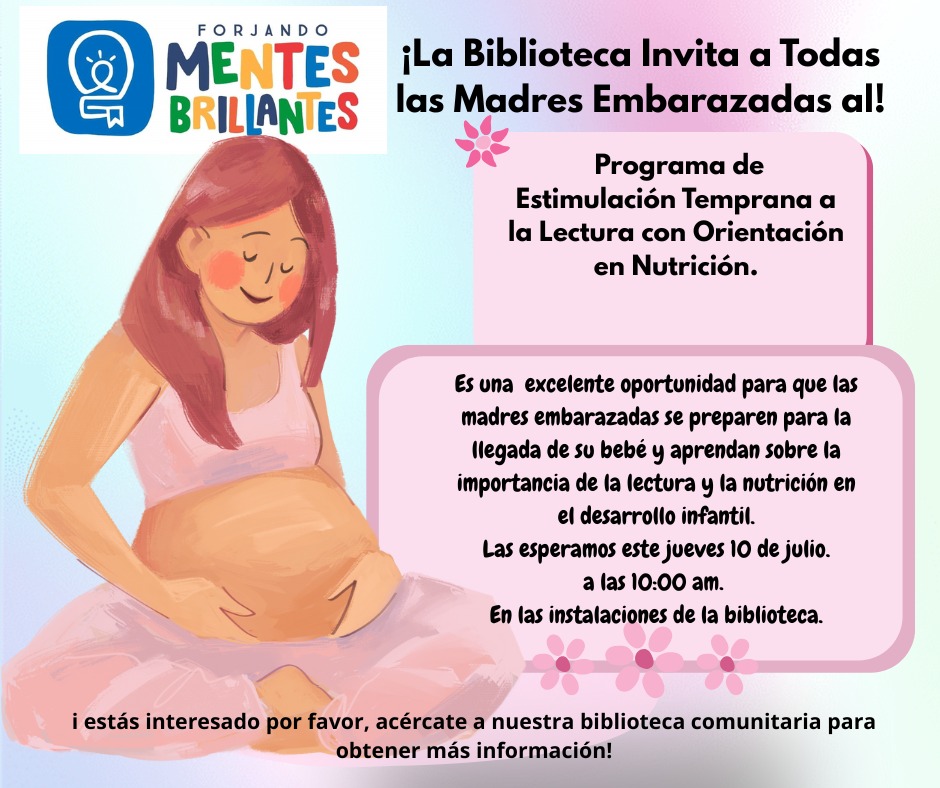 FORJANDO
MENTES
BRILLANTES
¡La Biblioteca Invita a Todas
las Madres Embarazadas al!
Programa de
Estimulación Temprana a
la Lectura con Orientación
en Nutrición.
Es una excelente oportunidad para que las
madres embarazadas se preparen para la
llegada de su bebé y aprendan sobre la
importancia de la lectura y la nutrición en
el desarrollo infantil.
Las esperamos este jueves 10 de julio.
a las 10:00 am.
En las instalaciones de la biblioteca.
i estás interesado por favor, acércate a nuestra biblioteca comunitaria para
obtener más información!